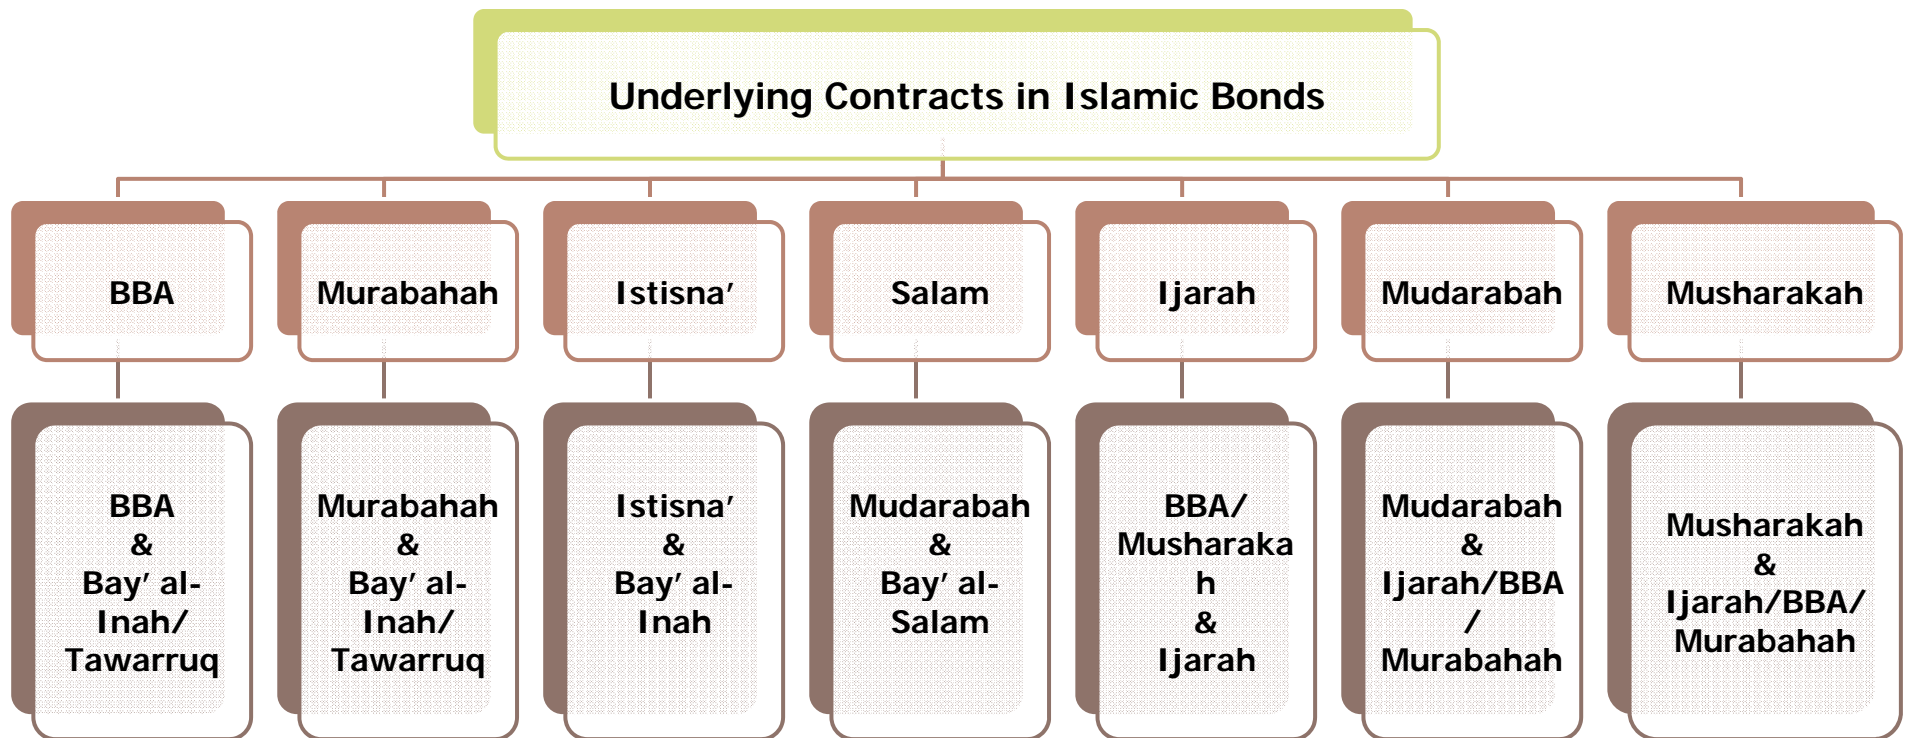 Underlying Contracts in Islamic Bonds
BBA
Murabahah
Istisna’
Salam
Ijarah
Mudarabah
Musharakah
BBA
&
Bay’ al-
Inah/
Tawarruq
Murabahah
&
Bay’ al-
Inah/
Tawarruq
Istisna’
&
Bay’ al-
Inah
Mudarabah
&
Bay’ al-
Salam
BBA/
Musharaka
h
&
Ijarah
Mudarabah
&
Ijarah/BBA
/
Murabahah
Musharakah
&
Ijarah/BBA/
Murabahah